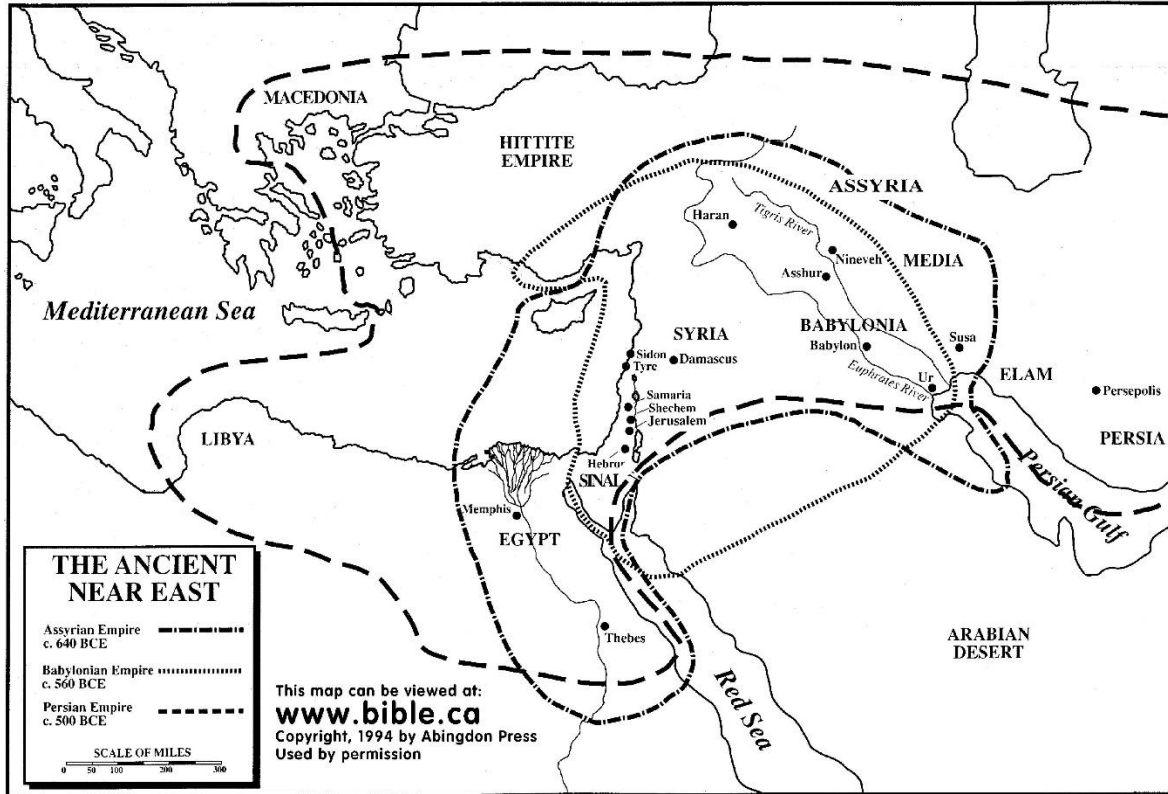 MACEDONIA
HITTITE
EMPIRE
ASSYRIA
Haran
Tigris River
Nineveh
MEDIA
Asshur
Mediterranean Sea
SYRIA
BABYLONIA
Babylon
Susa
Sidon
Tyre
Damascus
Euphrates River
Ur
ELAM
Persepolis
Samaria
Shechem
Jerusalem
LIBYA
PERSIA
Hebron
SINAI
Persian Gulf
Memphis
EGYPT
THE ANCIENT
NEAR EAST
Assyrian Empire
c. 640 BCE
Babylonian Empire
c. 560 BCE
Persian Empire
c. 500 BCE
SCALE OF MILES
0 50 100 200 300
Thebes
ARABIAN
DESERT
Red Sea
This map can be viewed at:
www.bible.ca
Copyright, 1994 by Abingdon Press
Used by permission